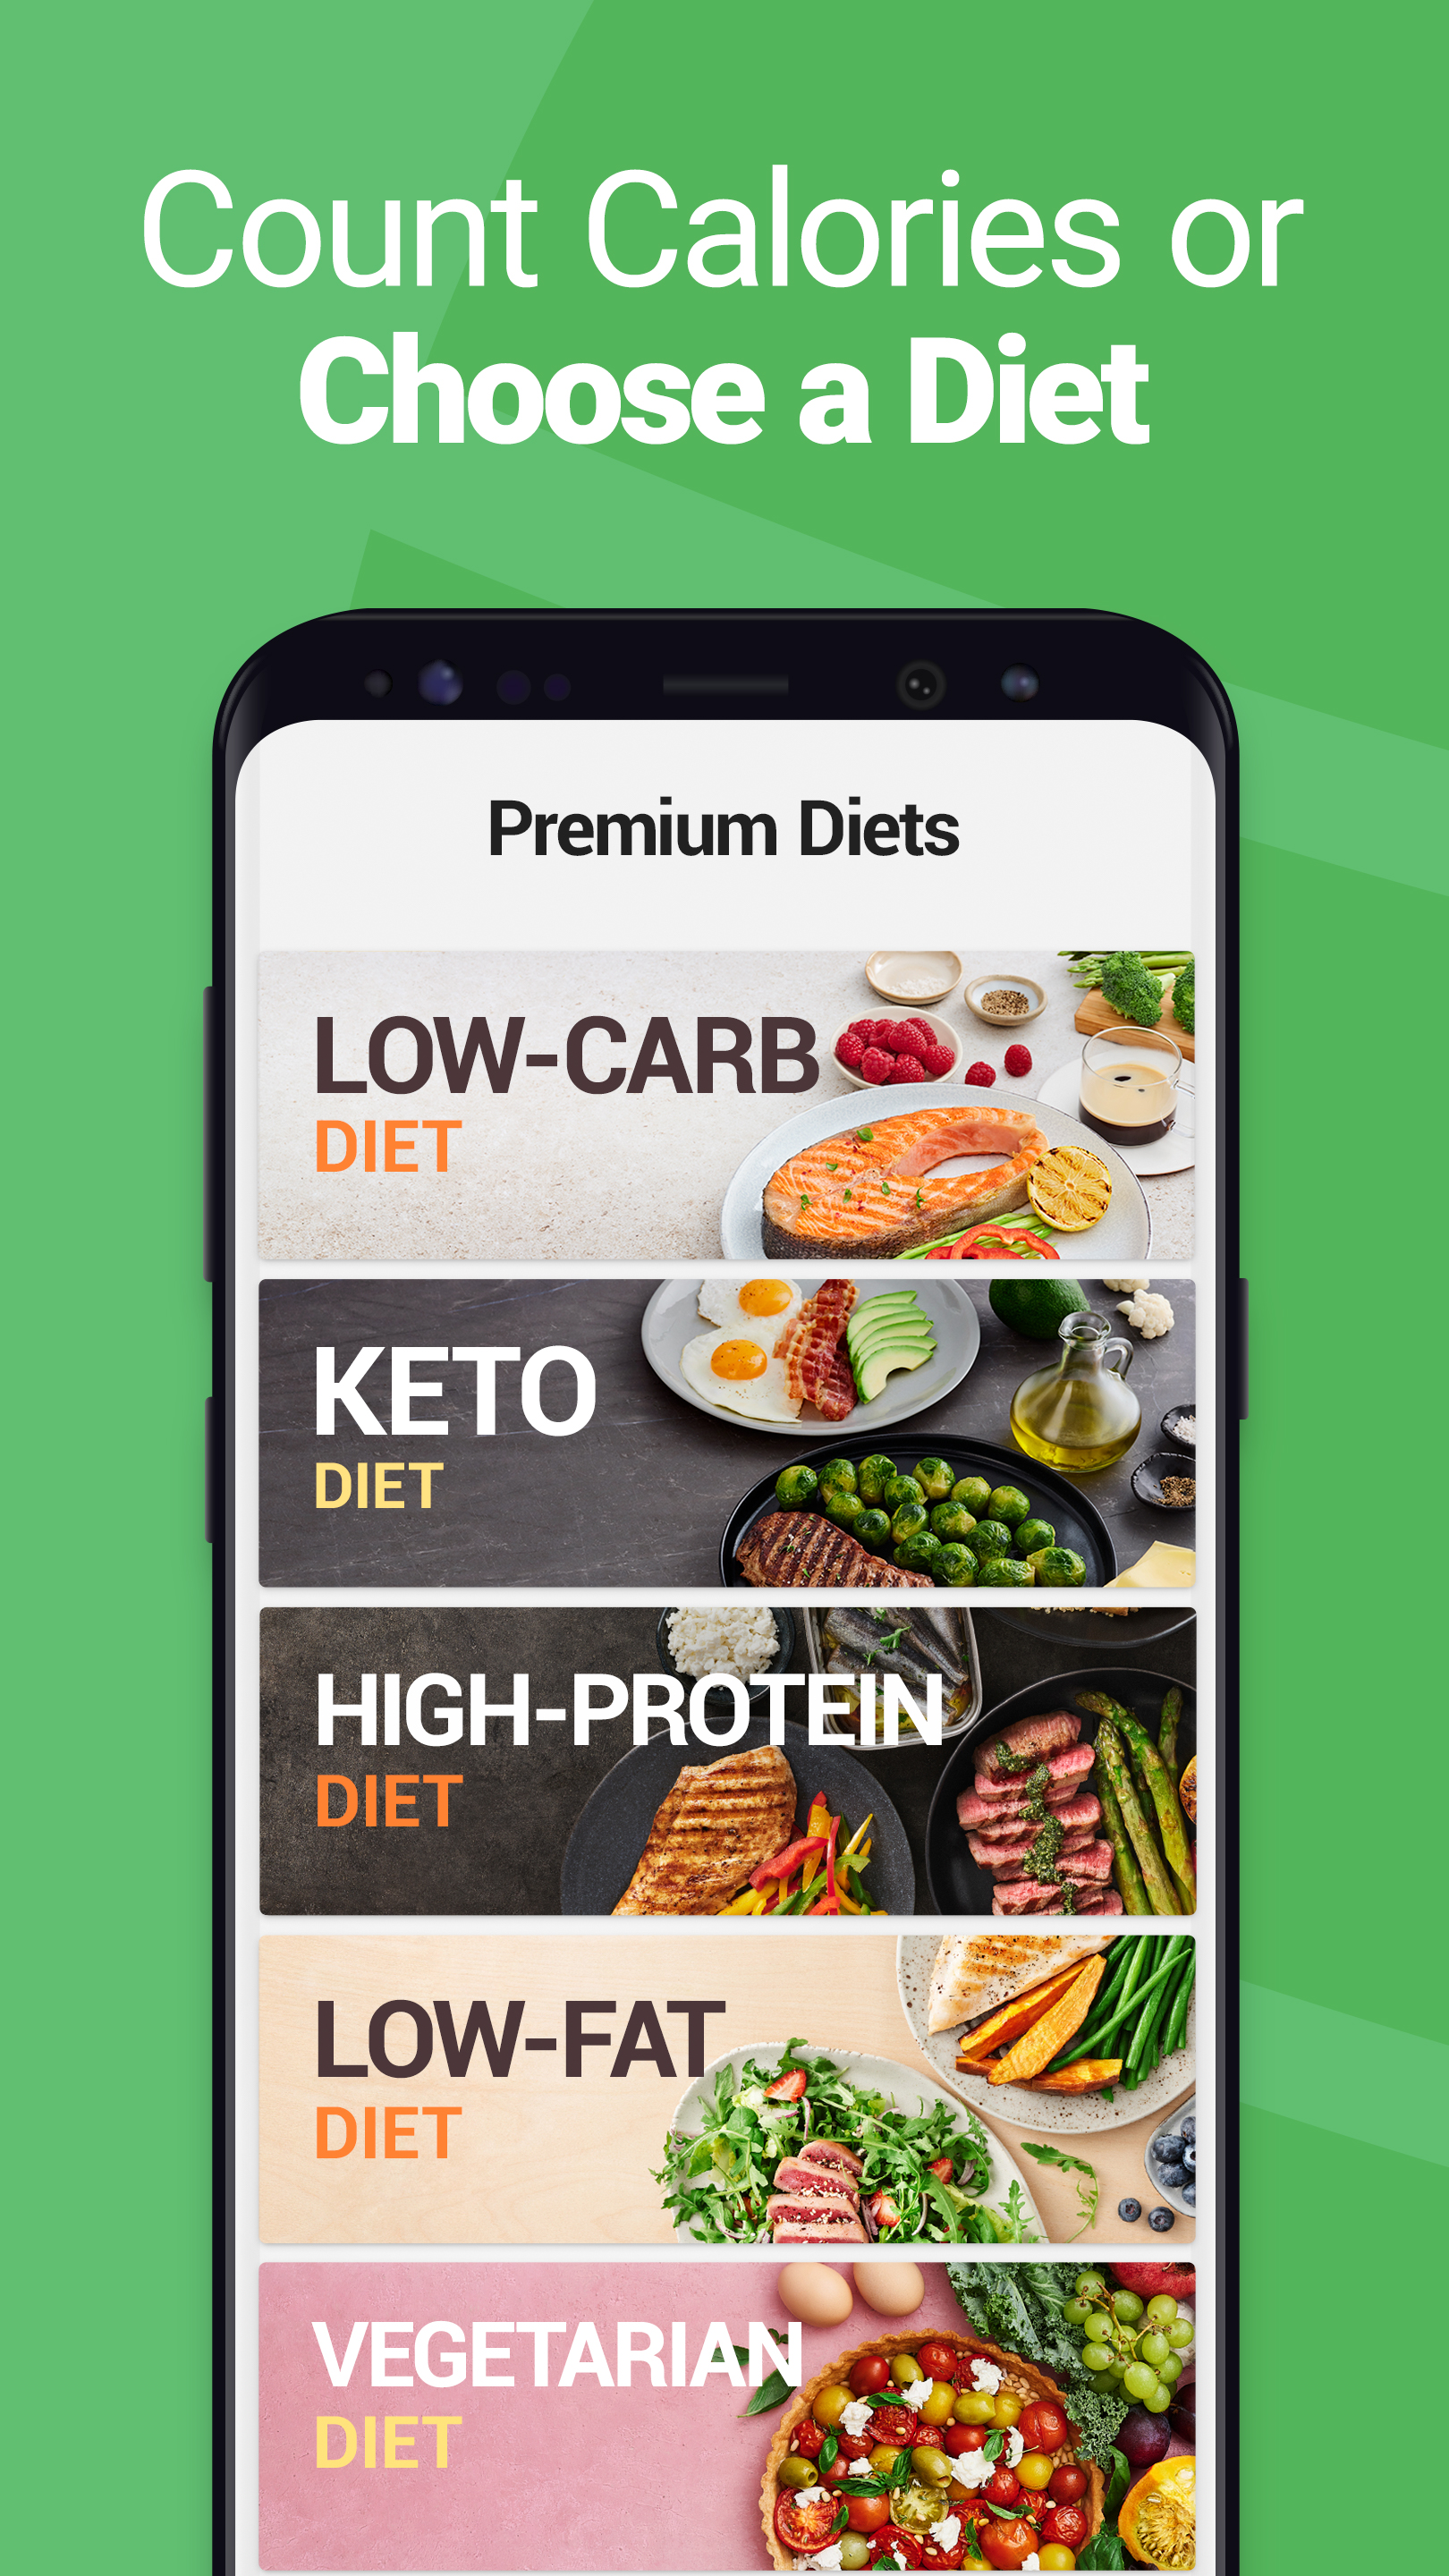 Count Calories or
Choose a Diet
Premium Diets
LOW-CARB
DIET
KETO
DIET
HIGH-PROTEIN
DIET
LOW-FAT
DIET
VEGETARIAN
DIET